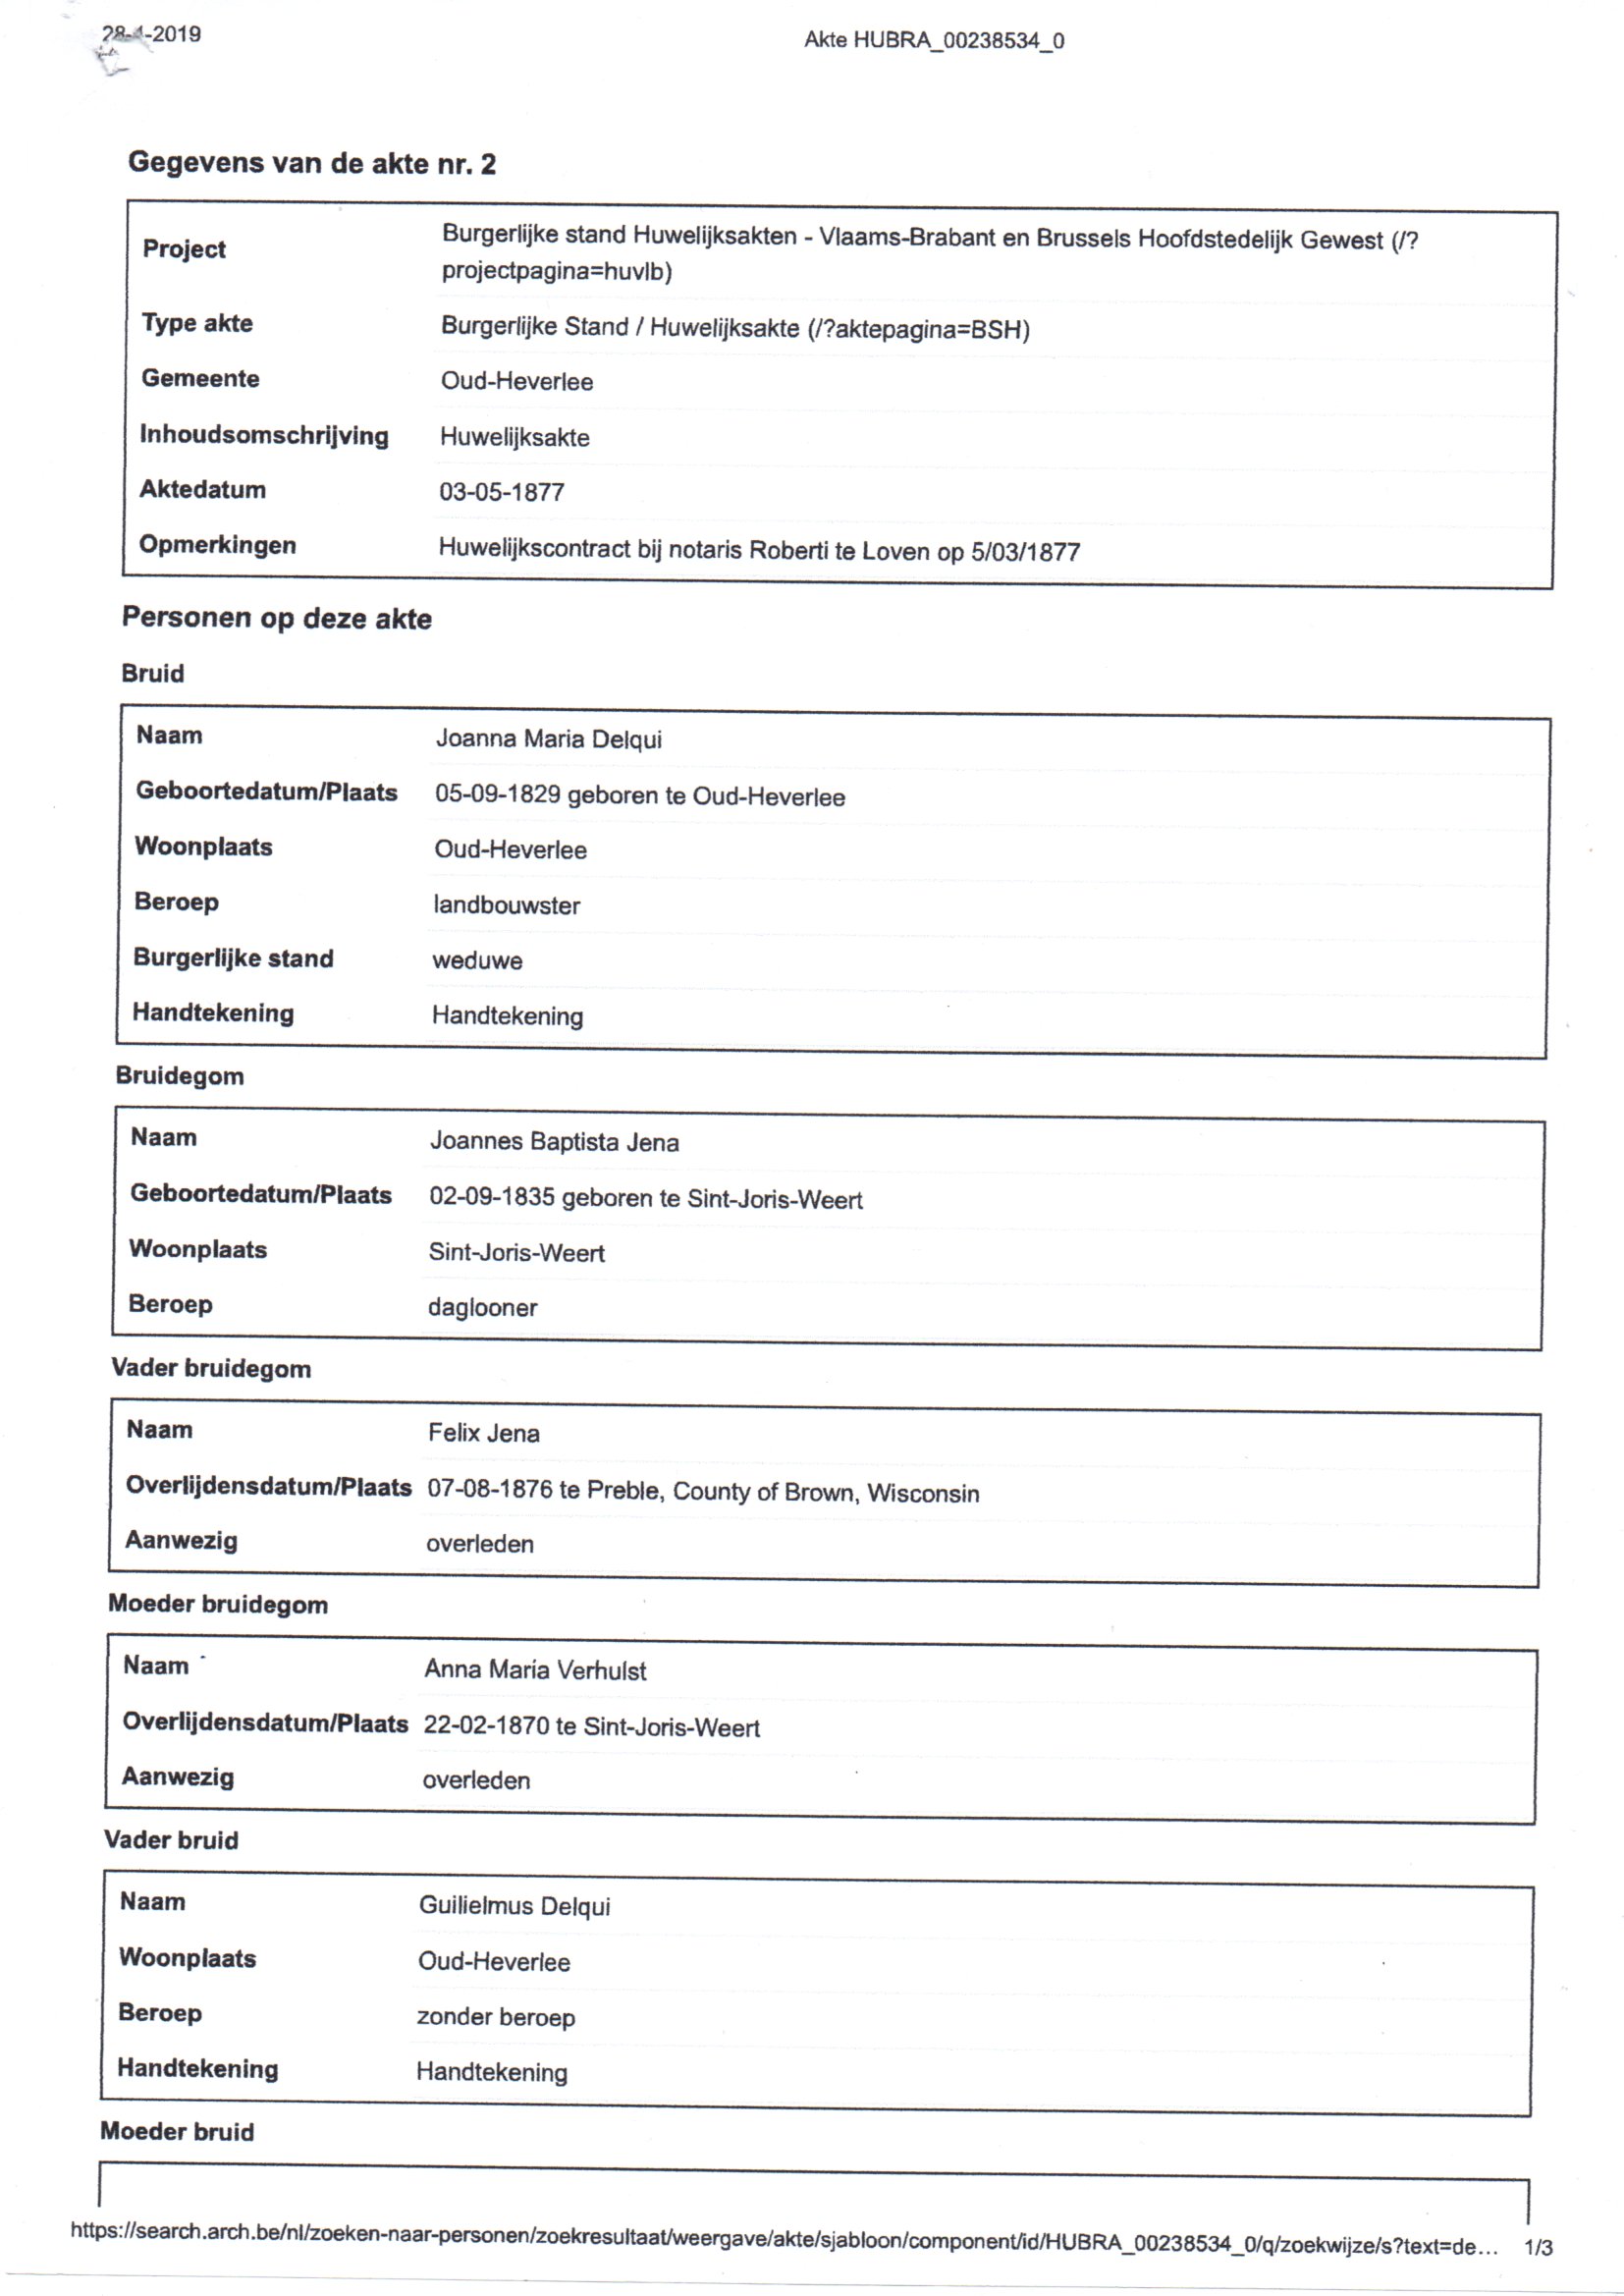 28-4-2019
Akte HUBRA_00238534_0
Gegevens van de akte nr. 2
Project Burgerlijke stand Huwelijksakten - Vlaams-Brabant en Brussels Hoofdstedelijk Gewest (/?
projectpagina=huvlb)
Type akte Burgerlijke Stand / Huwelijksakte (/?aktepagina=BSH)
Gemeente Oud-Heverlee
Inhoudsomschrijving Huwelijksakte
Aktedatum 03-05-1877
Opmerkingen Huwelijkscontract bij notaris Roberti te Loven op 5/03/1877
Personen op deze akte
Bruid
Naam Joanna Maria Delqui
Geboortedatum/Plaats 05-09-1829 geboren te Oud-Heverlee
Woonplaats Oud-Heverlee
Beroep landbouwster
Burgerlijke stand weduwe
Handtekening Handtekening
Bruidegom
Naam Joannes Baptista Jena
Geboortedatum/Plaats 02-09-1835 geboren te Sint-Joris-Weert
Woonplaats Sint-Joris-Weert
Beroep daglooner
Vader bruidegom
Naam Felix Jena
Overlijdensdatum/Plaats 07-08-1876 te Preble, County of Brown, Wisconsin
Aanwezig overleden
Moeder bruidegom
Naam Anna Maria Verhulst
Overlijdensdatum/Plaats 22-02-1870 te Sint-Joris-Weert
Aanwezig overleden
Vader bruid
Naam Guilielmus Delqui
Woonplaats Oud-Heverlee
Beroep zonder beroep
Handtekening Handtekening
Moeder bruid
https://search.arch.be/nl/zoeken-naar-personen/zoekresultaat/weergave/akte/sjabloon/component/id/HUBRA_00238534_0/q/zoekwijze/s?text=de... 1/3